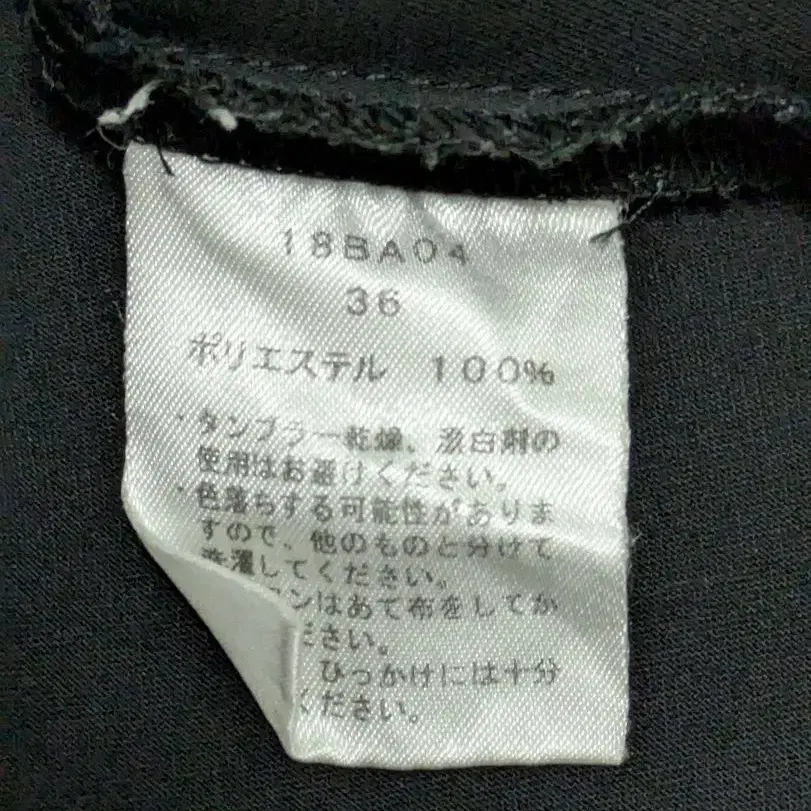 18BA04
36
ポリエステル 100%
・タンブラー乾燥、漂白剤の
使用はお避けください。
・色落ちする可能性がありま
すので、他のものと分けて
洗濯してください。
ンはあて布をしてか
ださい。
ひっかけには十分
ください。